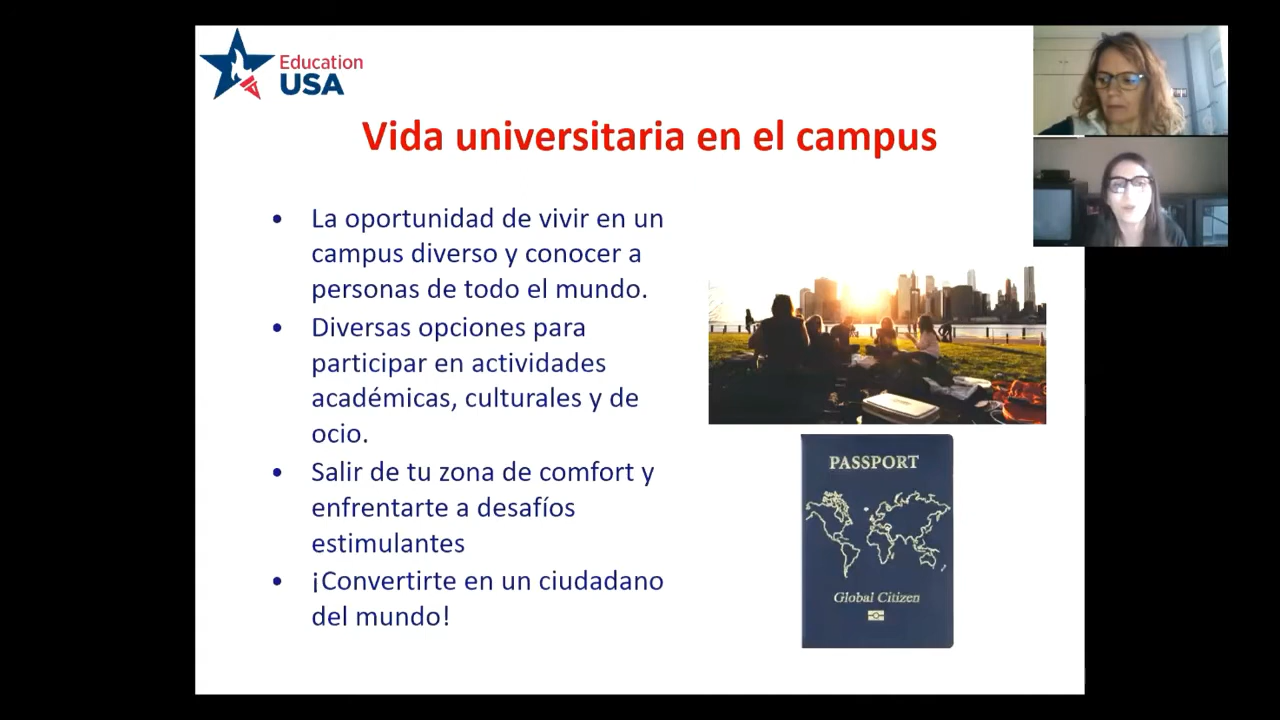 Education
USA
Vida universitaria en el campus
• La oportunidad de vivir en un
campus diverso y conocer a
personas de todo el mundo.
• Diversas opciones para
participar en actividades
académicas, culturales y de
ocio.
• Salir de tu zona de comfort y
enfrentarte a desafíos
estimulantes
• ¡Convertirte en un ciudadano
del mundo!
PASSPORT
Global Citizen